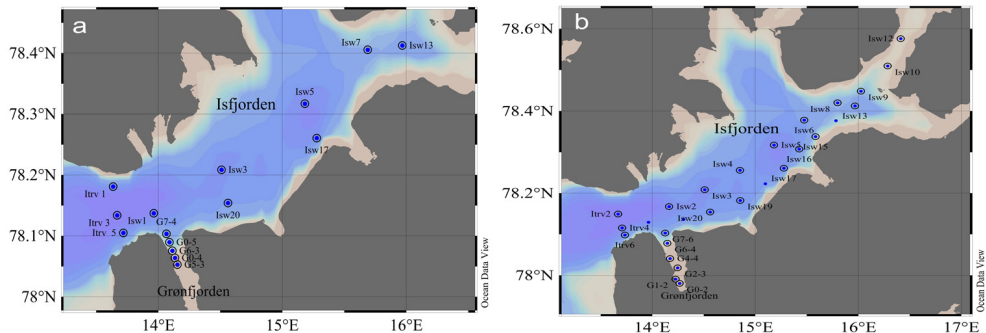 a
78.4°N
78.3°N
78.2°N
78.1°N
78°N
14°E
15°E
16°E
Isw7
Isw13
Isw5
Isfjorden
Isw17
Isw3
Itrv 1
Isw20
Itrv 3
Isw1
G7-4
Itrv 5
G0-5
G6-3
G0-4
G5-3
Grønfjorden
Ocean Data View
b
78.6°N
78.4°N
78.2°N
78°N
14°E
15°E
16°E
17°E
Isw12
Isw10
Isw9
Isw8
Isw13
Isfjorden
Isw6
Isw5
Isw15
Isw16
Isw4
Isw17
Isw3
Isw19
Itrv2
Isw2
Isw20
Itrv4
Itrv6
G7-6
G6-4
G4-4
G2-3
G1-2
G0-2
Grønfjorden
Ocean Data View